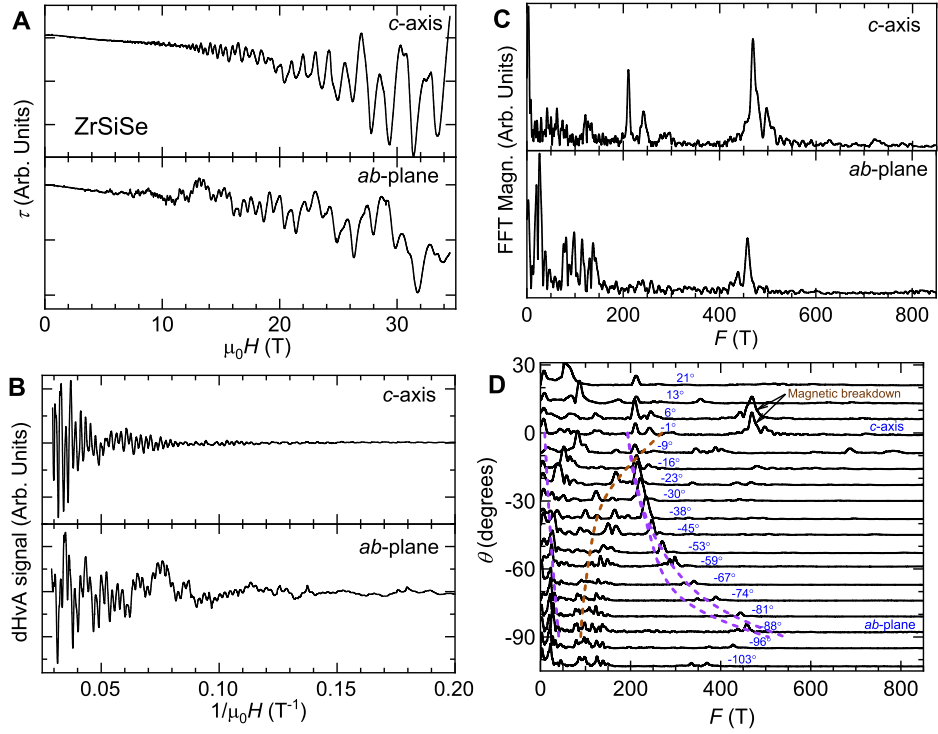 A
c-axis
ZrSiSe
ab-plane
τ (Arb. Units)
0
10
20
30
μ₀H (T)
B
c-axis
ab-plane
dHvA signal (Arb. Units)
0.05
0.10
0.15
0.20
1/μ₀H (T⁻¹)
C
c-axis
ab-plane
FFT Magn. (Arb. Units)
0
200
400
600
800
F (T)
D
30
0
-30
-60
-90
θ (degrees)
21°
13°
Magnetic breakdown
6°
-1°
c-axis
-9°
-16°
-23°
-30°
-38°
-45°
-53°
-59°
-67°
-74°
-81°
-88°
ab-plane
-96°
-103°
0
200
400
600
800
F (T)